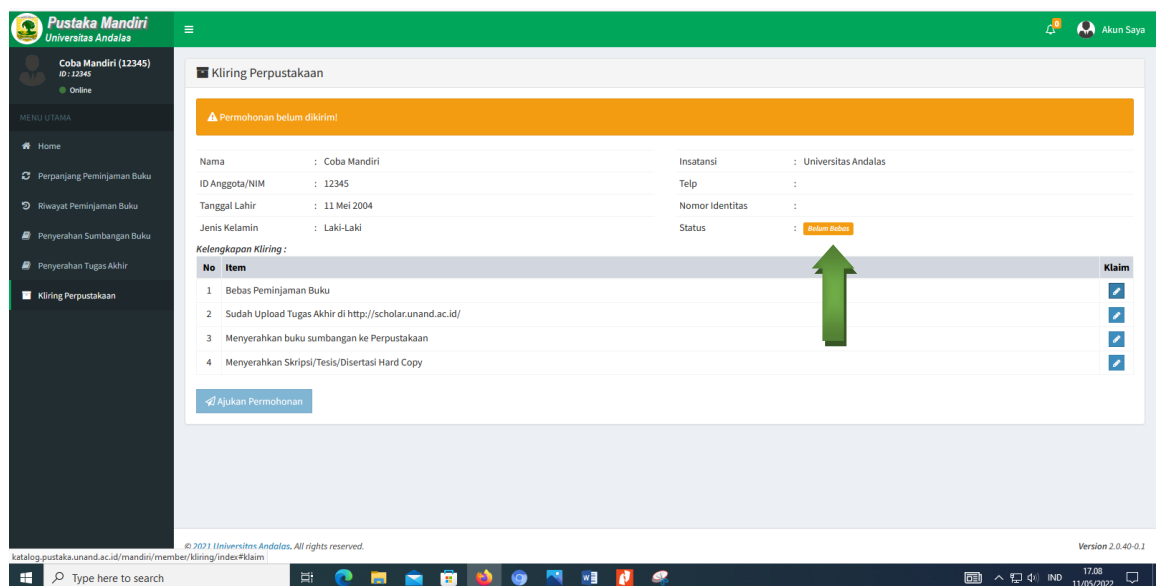 Pustaka Mandiri
Universitas Andalas
0
Akun Saya
Coba Mandiri (12345)
ID : 12345
Online
MENU UTAMA
Home
Perpanjang Peminjaman Buku
Riwayat Peminjaman Buku
Penyerahan Sumbangan Buku
Penyerahan Tugas Akhir
Kliring Perpustakaan
Kliring Perpustakaan
Permohonan belum dikirim!
Nama : Coba Mandiri
ID Anggota/NIM : 12345
Tanggal Lahir : 11 Mei 2004
Jenis Kelamin : Laki-Laki
Insatansi : Universitas Andalas
Telp :
Nomor Identitas :
Status : Belum Bebas
Kelengkapan Kliring :
No Item Klaim
1 Bebas Peminjaman Buku
2 Sudah Upload Tugas Akhir di http://scholar.unand.ac.id/
3 Menyerahkan buku sumbangan ke Perpustakaan
4 Menyerahkan Skripsi/Tesis/Disertasi Hard Copy
Ajukan Permohonan
© 2021 Universitas Andalas. All rights reserved.
Version 2.0.40-0.1
katalog.pustaka.unand.ac.id/mandiri/member/kliring/index#klaim
Type here to search
IND
17.08
11/05/2022